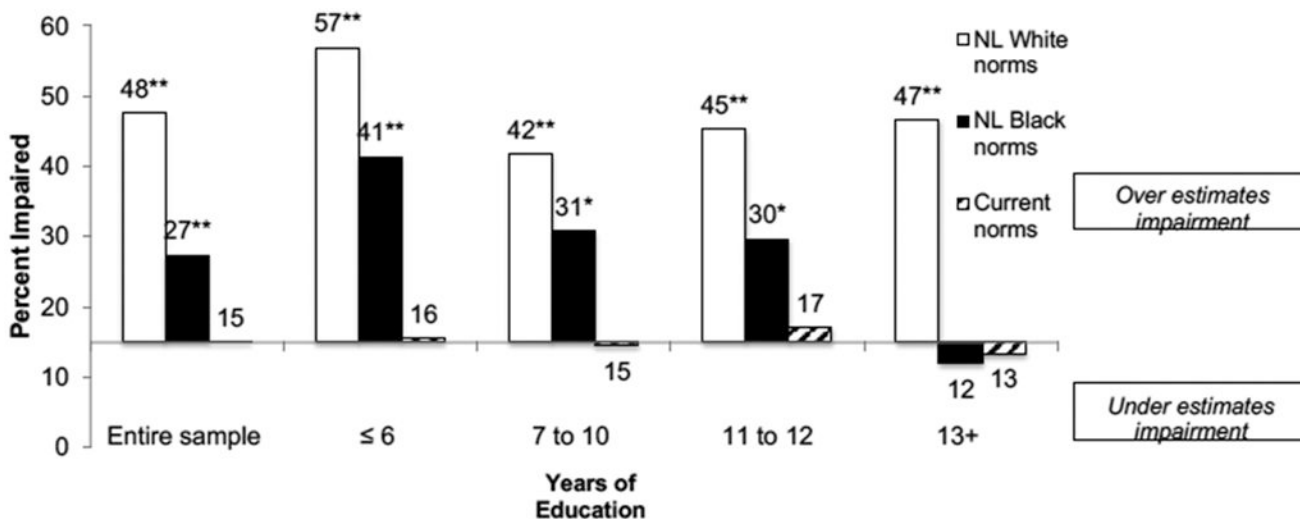 60
50
40
30
20
10
0
Percent Impaired
48**
27**
15
57**
41**
16
42**
31*
15
45**
30*
17
47**
12
13
NL White
norms
NL Black
norms
Current
norms
Over estimates
impairment
Under estimates
impairment
Entire sample
≤ 6
7 to 10
11 to 12
13+
Years of
Education